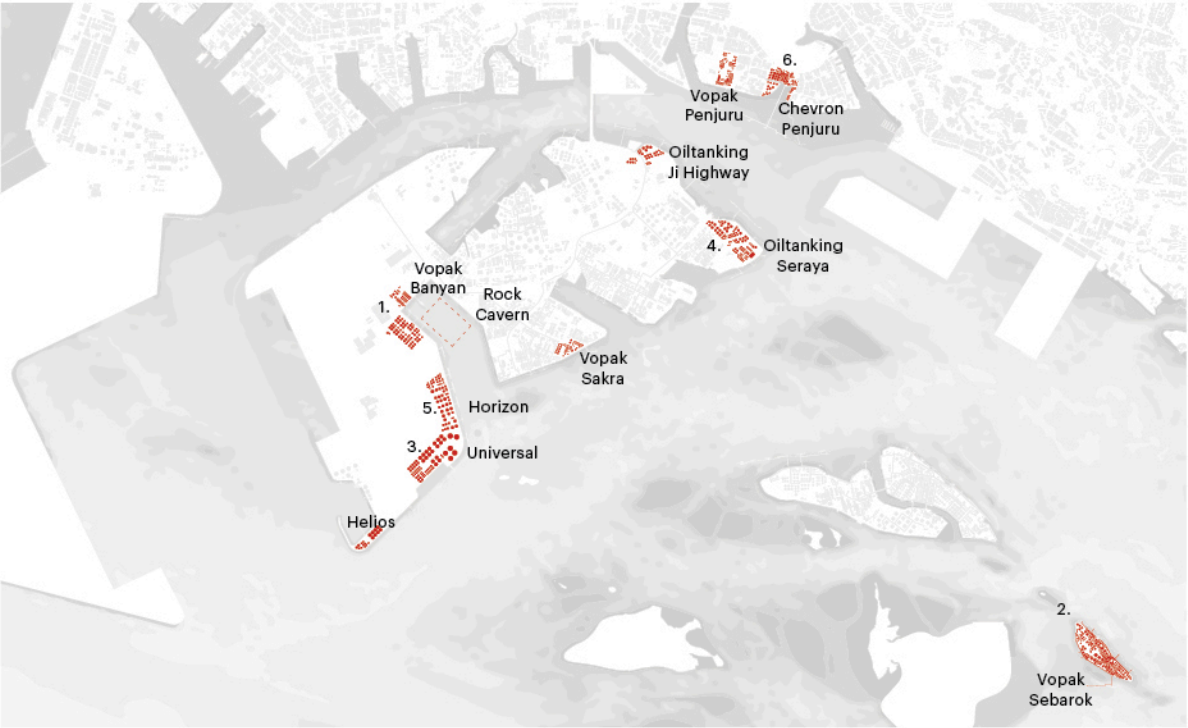 6.
Vopak
Penjuru
Chevron
Penjuru
Oiltanking
Ji Highway
4.
Oiltanking
Seraya
Vopak
Banyan
1.
Rock
Cavern
Vopak
Sakra
5.
Horizon
3.
Universal
Helios
2.
Vopak
Sebarok